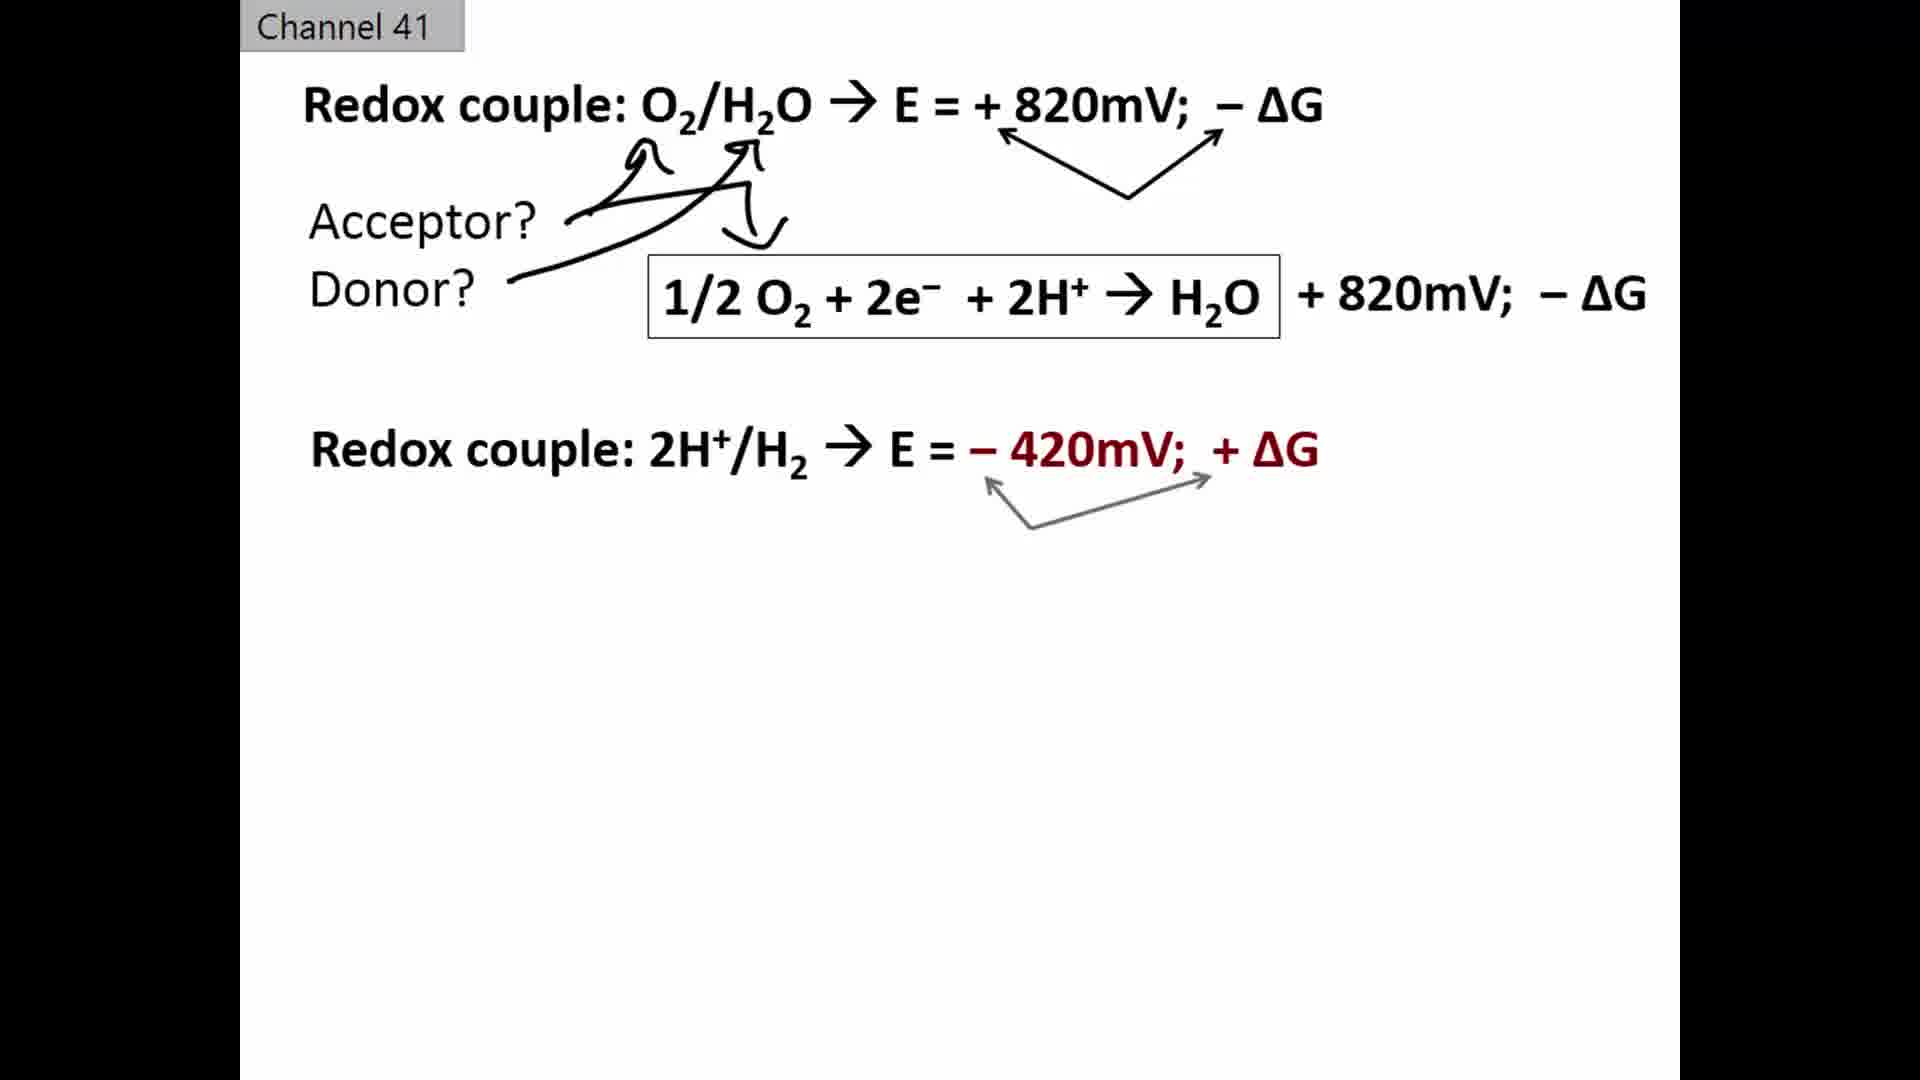 Channel 41
Redox couple: O₂/H₂O → E = + 820mV; – ΔG
Acceptor?
Donor?
1/2 O₂ + 2e⁻ + 2H⁺ → H₂O + 820mV; – ΔG
Redox couple: 2H⁺/H₂ → E = – 420mV; + ΔG